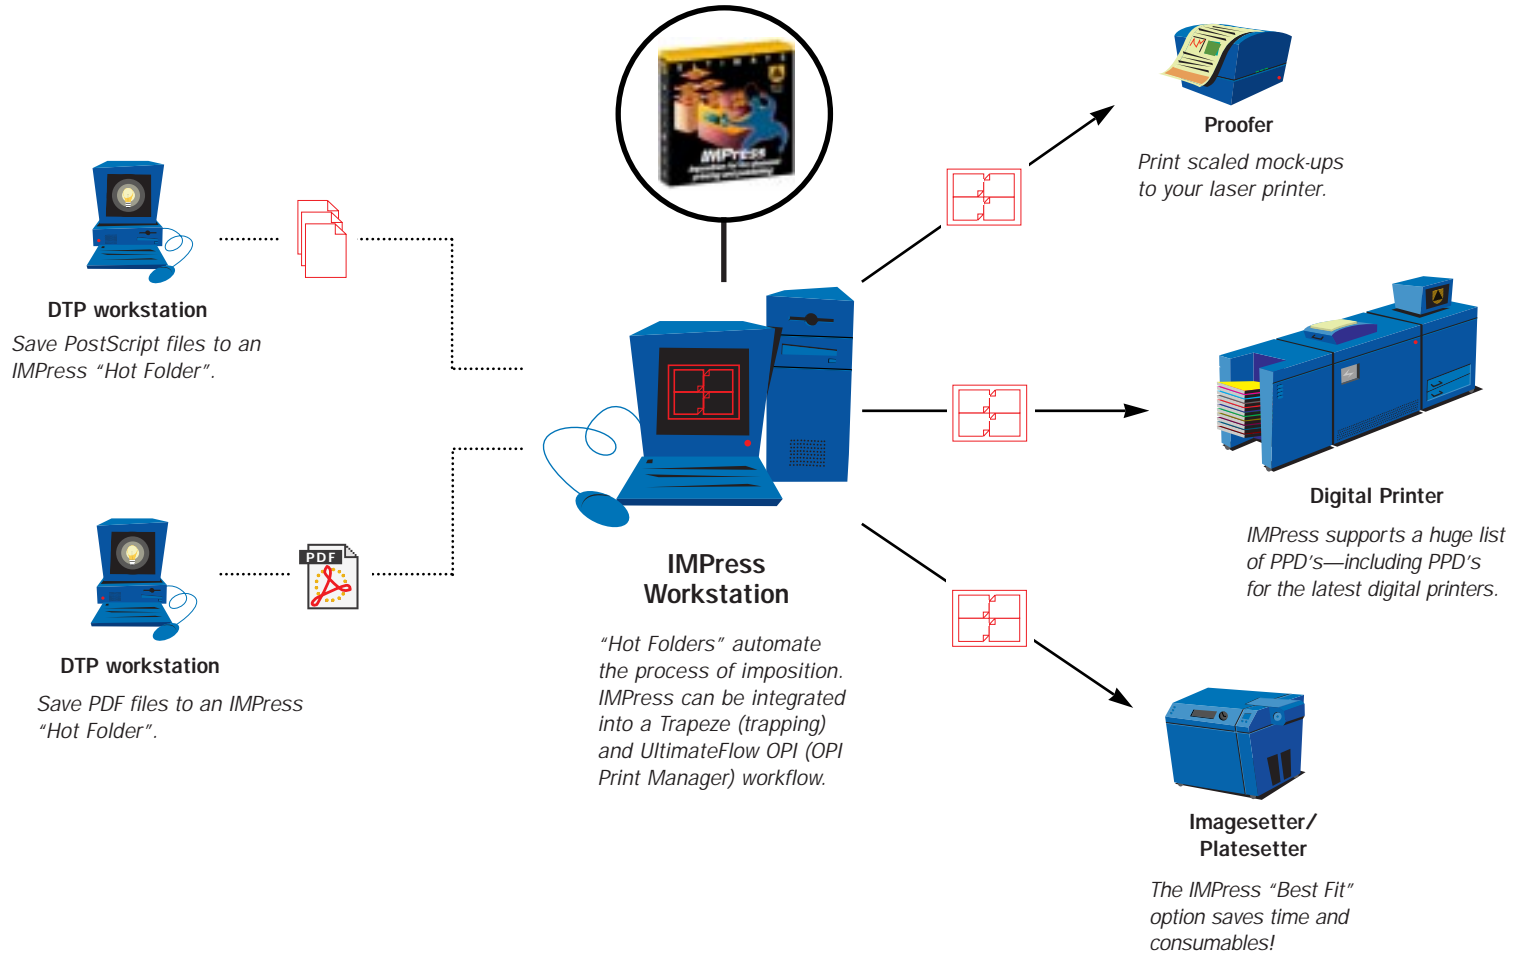 ULTIMATE
IMPress
Proofer
Print scaled mock-ups
to your laser printer.
DTP workstation
Save PostScript files to an
IMPress “Hot Folder”.
PDF
DTP workstation
Save PDF files to an IMPress
“Hot Folder”.
IMPress
Workstation
“Hot Folders” automate
the process of imposition.
IMPress can be integrated
into a Trapeze (trapping)
and UltimateFlow OPI (OPI
Print Manager) workflow.
Digital Printer
IMPress supports a huge list
of PPD’s—including PPD’s
for the latest digital printers.
Imagesetter/
Platesetter
The IMPress “Best Fit”
option saves time and
consumables!